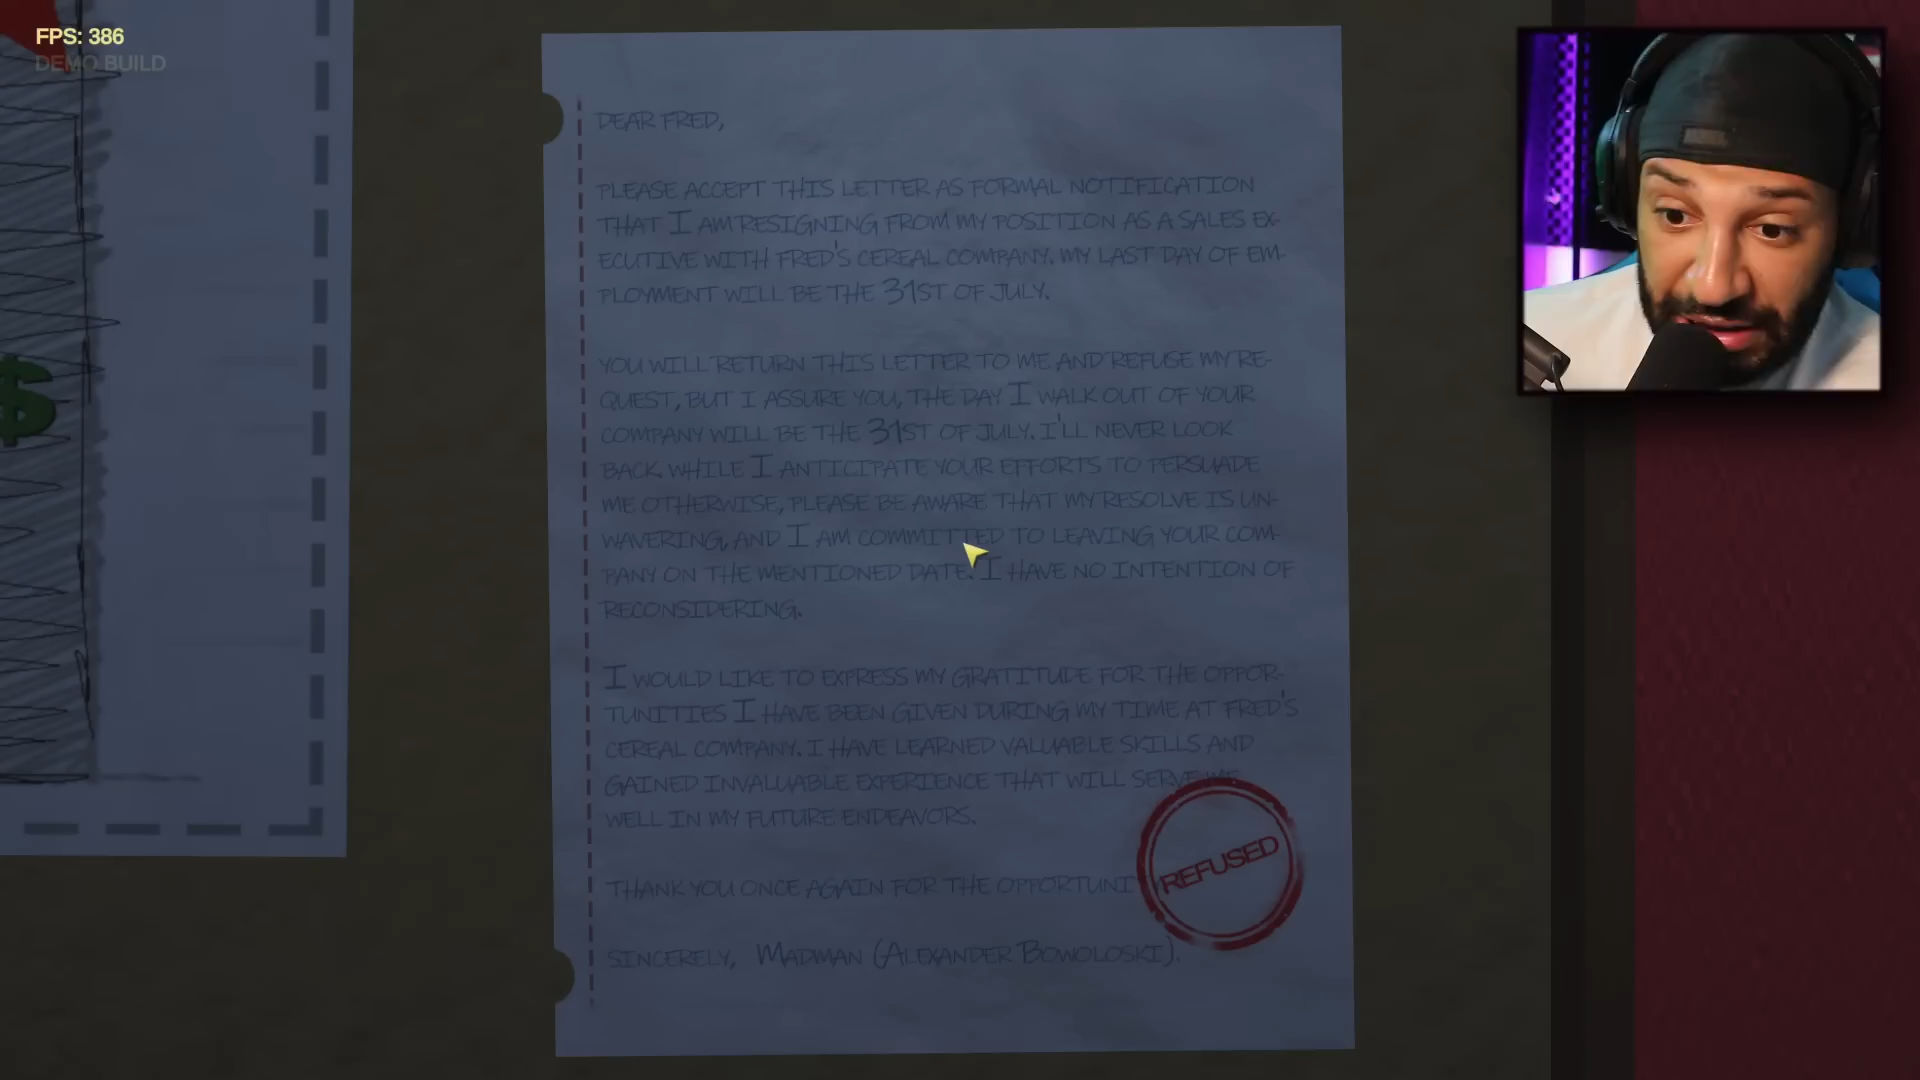 FPS: 386
DEMO BUILD
DEAR FRED,
PLEASE ACCEPT THIS LETTER AS FORMAL NOTIFICATION
THAT I AM RESIGNING FROM MY POSITION AS A SALES EX-
ECUTIVE WITH FRED'S CEREAL COMPANY. MY LAST DAY OF EM-
PLOYMENT WILL BE THE 31ST OF JULY.
YOU WILL RETURN THIS LETTER TO ME AND REFUSE MY RE-
QUEST, BUT I ASSURE YOU, THE DAY I WALK OUT OF YOUR
COMPANY WILL BE THE 31ST OF JULY. I'LL NEVER LOOK
BACK. WHILE I ANTICIPATE YOUR EFFORTS TO PERSUADE
ME OTHERWISE, PLEASE BE AWARE THAT MY RESOLVE IS UN-
WAVERING, AND I AM COMMITTED TO LEAVING YOUR COM-
PANY ON THE MENTIONED DATE. I HAVE NO INTENTION OF
RECONSIDERING.
I WOULD LIKE TO EXPRESS MY GRATITUDE FOR THE OPPOR-
TUNITIES I HAVE BEEN GIVEN DURING MY TIME AT FRED'S
CEREAL COMPANY. I HAVE LEARNED VALUABLE SKILLS AND
GAINED INVALUABLE EXPERIENCE THAT WILL SERVE ME
WELL IN MY FUTURE ENDEAVORS.
THANK YOU ONCE AGAIN FOR THE OPPORTUNI
REFUSED
SINCERELY, MADMAN (ALEXANDER BOWOLOSKI).
$